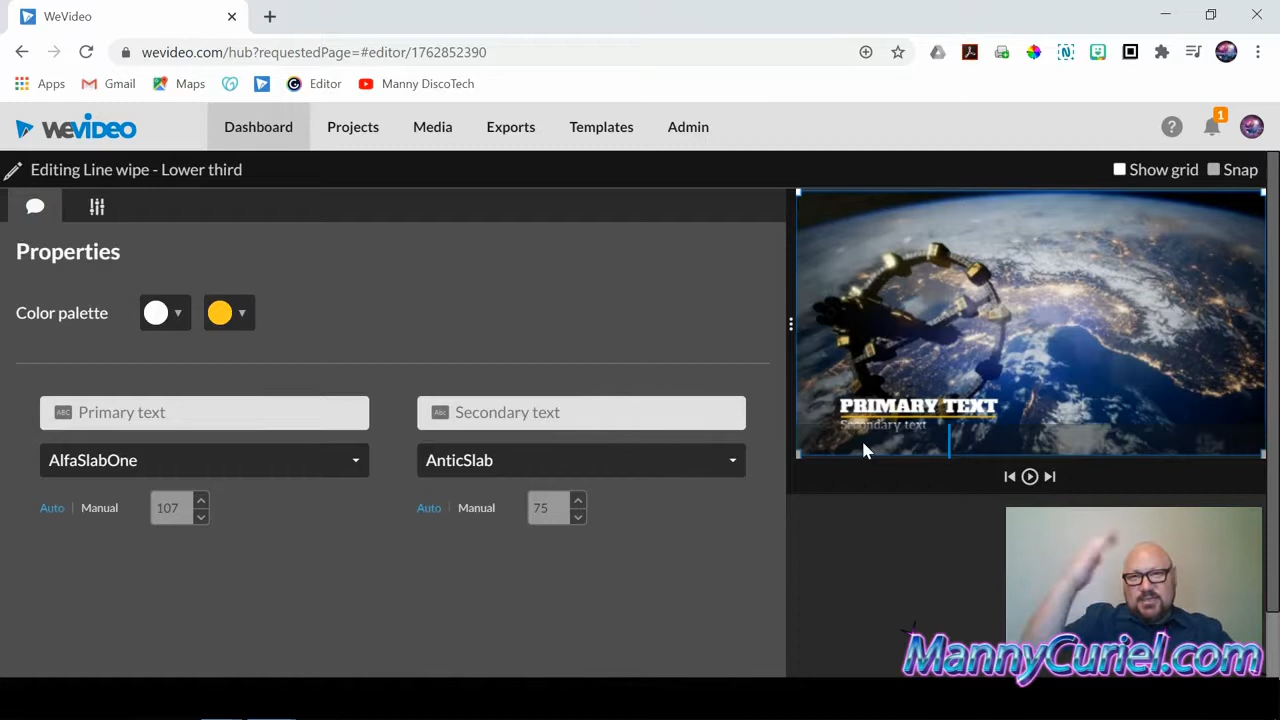 WeVideo
wevideo.com/hub?requestedPage=#editor/1762852390
Apps Gmail Maps Editor Manny DiscoTech
WEVIDEO Dashboard Projects Media Exports Templates Admin 1
Editing Line wipe - Lower third Show grid Snap
Properties
Color palette
ABC Primary text Abc Secondary text
AlfaSlabOne AnticSlab
Auto | Manual 107 Auto | Manual 75
PRIMARY TEXT
Secondary text
MannyCuriel.com